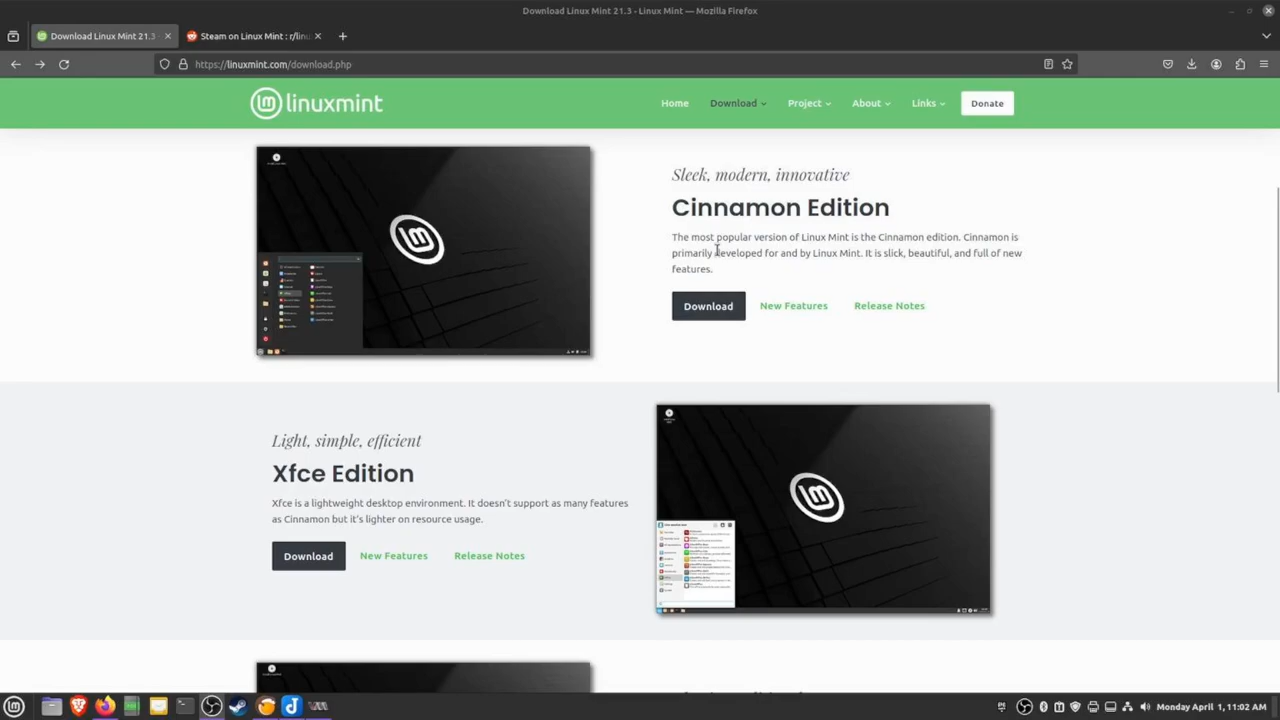 Download Linux Mint 21.3 - Linux Mint — Mozilla Firefox
Download Linux Mint 21.3
Steam on Linux Mint : r/linu
https://linuxmint.com/download.php
linuxmint
Home
Download
Project
About
Links
Donate
Sleek, modern, innovative
Cinnamon Edition
The most popular version of Linux Mint is the Cinnamon edition. Cinnamon is
primarily developed for and by Linux Mint. It is slick, beautiful, and full of new
features.
Download
New Features
Release Notes
Light, simple, efficient
Xfce Edition
Xfce is a lightweight desktop environment. It doesn’t support as many features
as Cinnamon but it’s lighter on resource usage.
Download
New Features
Release Notes
Monday April 1, 11:02 AM